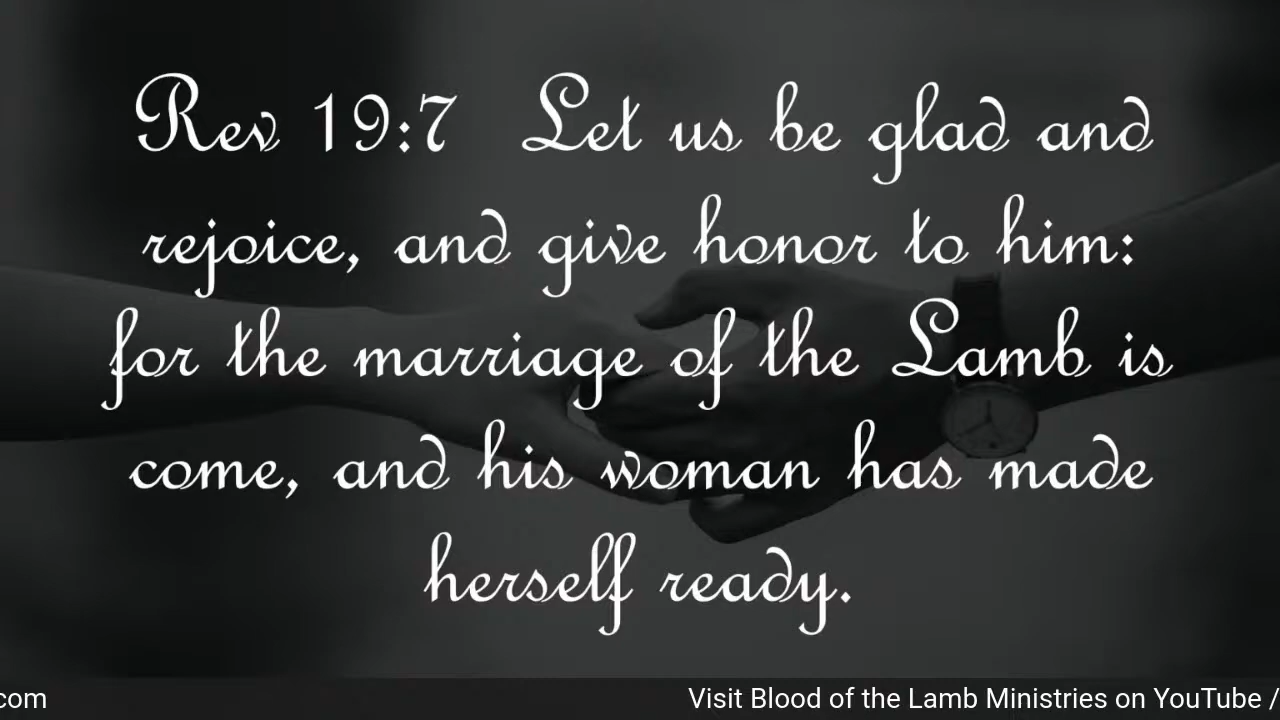 Rev 19:7 Let us be glad and
rejoice, and give honor to him:
for the marriage of the Lamb is
come, and his woman has made
herself ready.
com
Visit Blood of the Lamb Ministries on YouTube /